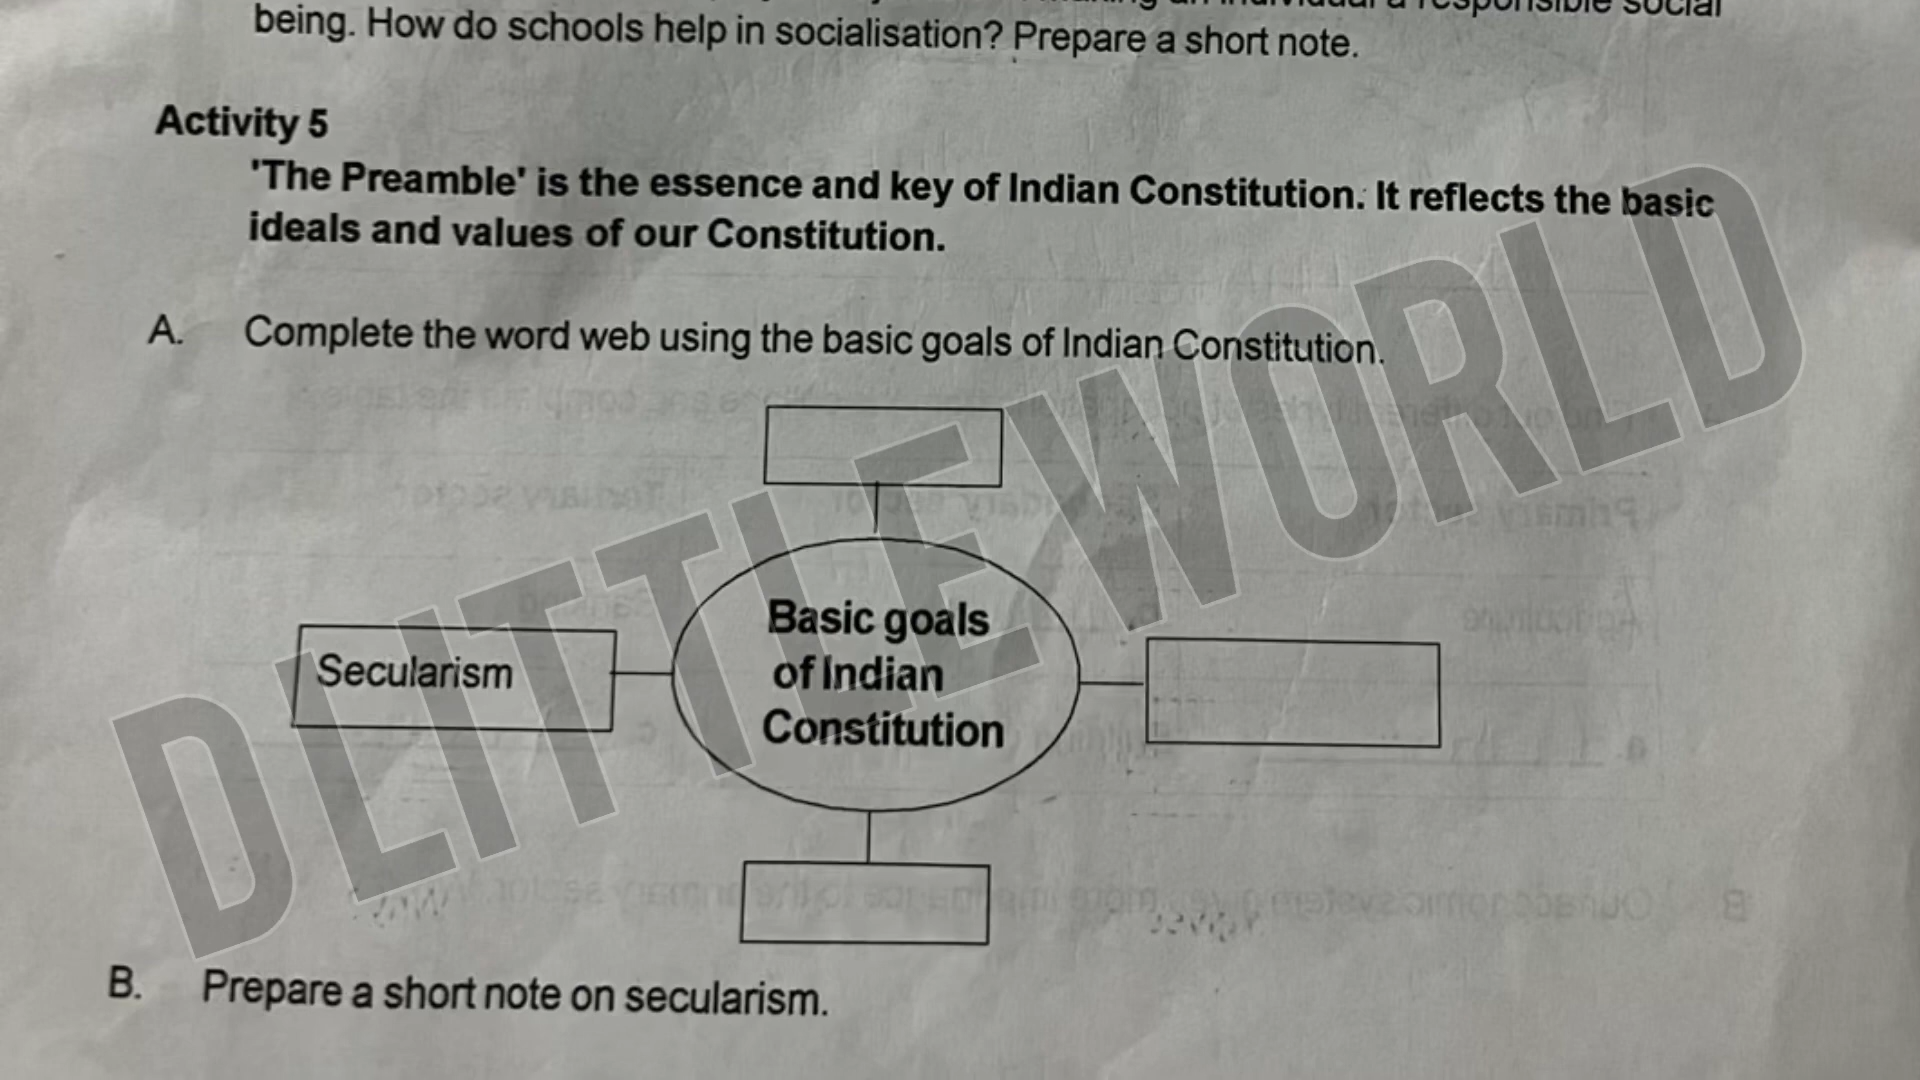 being. How do schools help in socialisation? Prepare a short note.
Activity 5
'The Preamble' is the essence and key of Indian Constitution. It reflects the basic
ideals and values of our Constitution.
A. Complete the word web using the basic goals of Indian Constitution.
Secularism
Basic goals
of Indian
Constitution
B. Prepare a short note on secularism.
D LITTLE WORLD